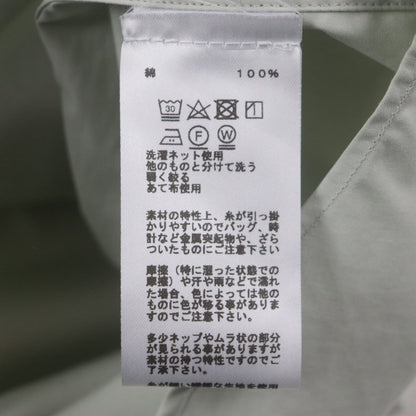 綿 100%
30
F W
洗濯ネット使用
他のものと分けて洗う
弱く絞る
あて布使用
素材の特性上、糸が引っ掛
かりやすいのでバッグ、時
計など金属突起物や、ざら
ついたものにご注意下さい
摩擦（特に湿った状態での
摩擦）や汗や雨などで濡れ
た場合、色によっては他の
ものに色が移る事があります
のでご注意下さい。
多少ネップやムラ状の部分
が見られる事がありますが
素材の持つ特性ですのでご
了承下さい。